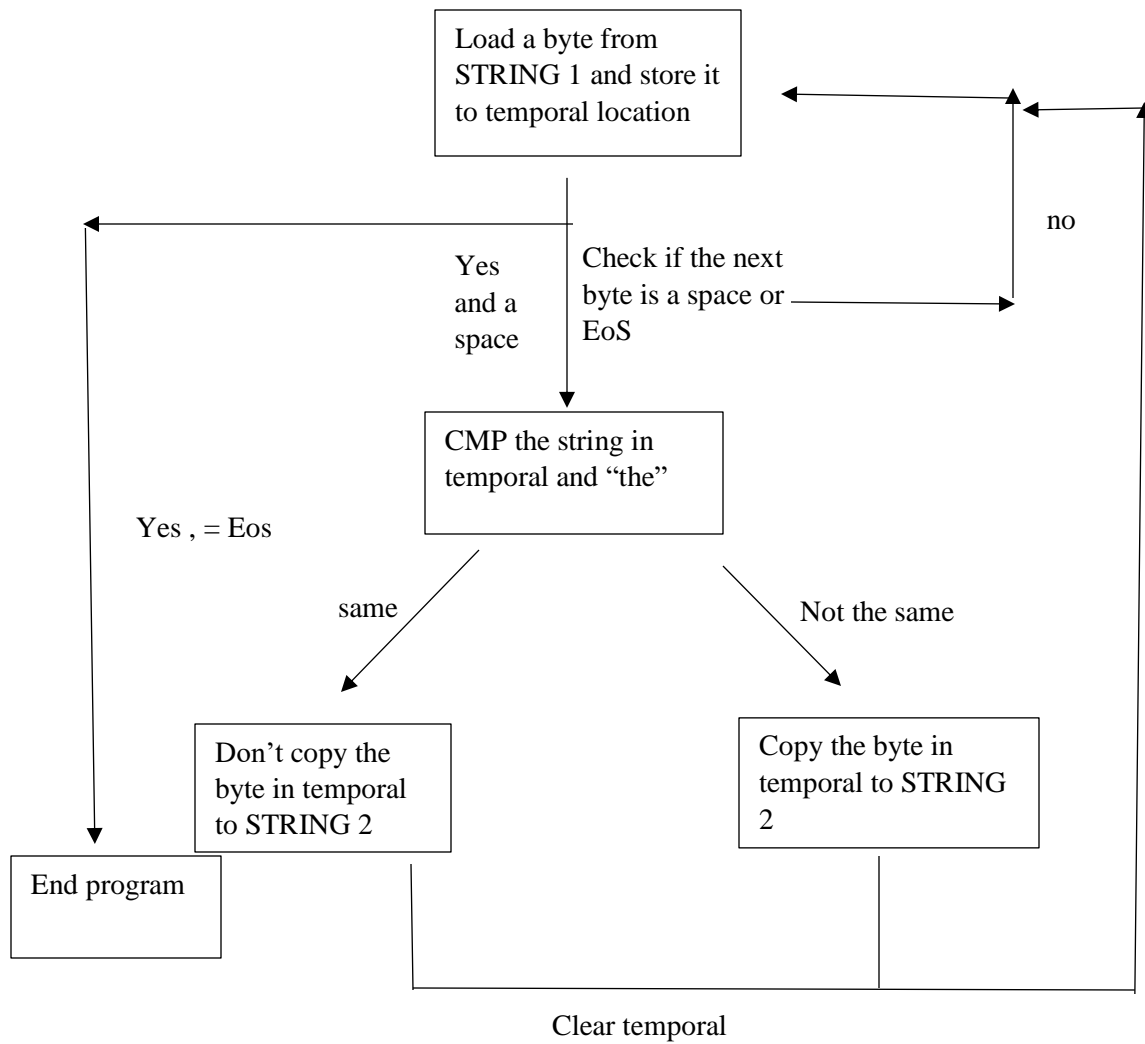 Load a byte from
STRING 1 and store it
to temporal location
no
Yes
and a
space
Check if the next
byte is a space or
EoS
CMP the string in
temporal and “the”
Yes , = Eos
same
Not the same
Don’t copy the
byte in temporal
to STRING 2
Copy the byte in
temporal to STRING
2
End program
Clear temporal